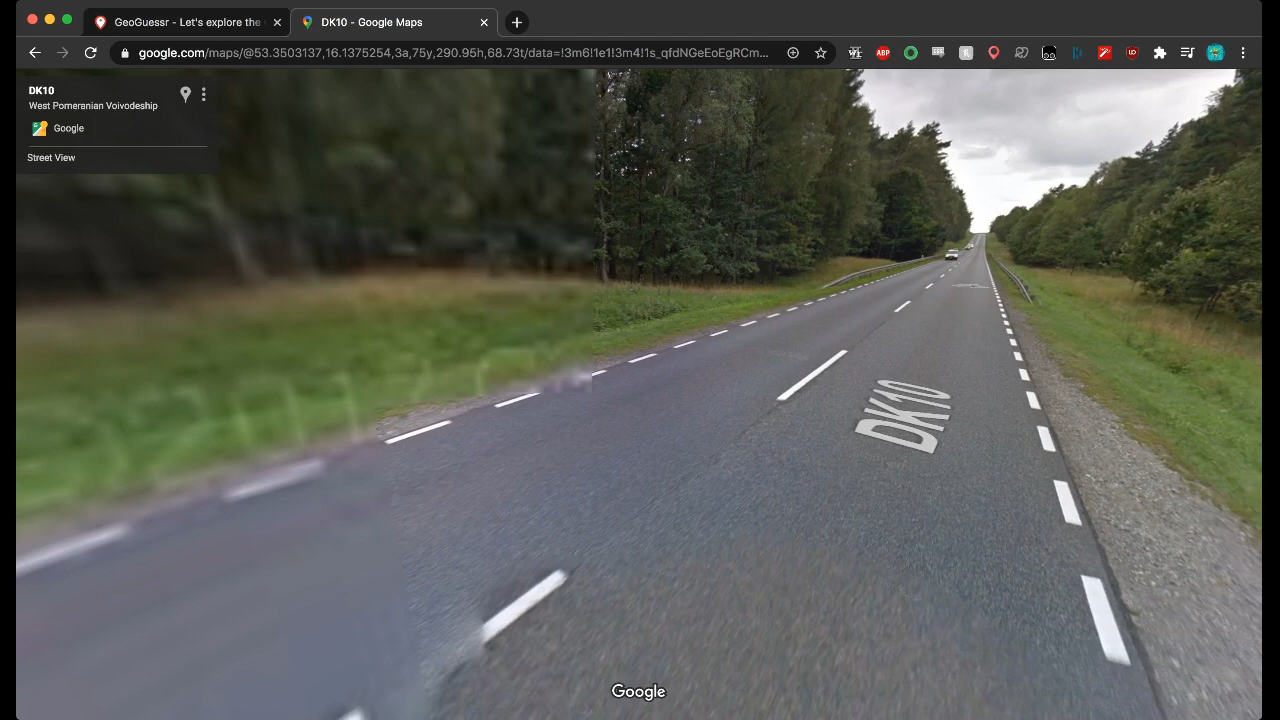 GeoGuessr - Let's explore the
DK10 - Google Maps
google.com/maps/@53.3503137,16.1375254,3a,75y,290.95h,68.73t/data=!3m6!1e1!3m4!1s_qfdNGeEoEgRCm...
ABP
DK10
West Pomeranian Voivodeship
Google
Street View
DK10
Google